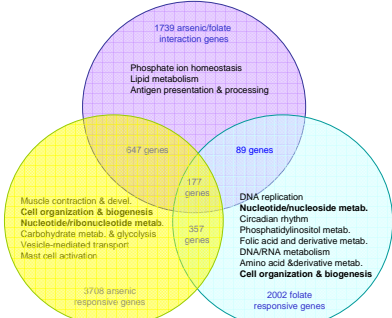 1739 arsenic/folate
interaction genes
Phosphate ion homeostasis
Lipid metabolism
Antigen presentation & processing
647 genes
89 genes
177
genes
357
genes
Muscle contraction & devel.
Cell organization & biogenesis
Nucleotide/ribonucleotide metab.
Carbohydrate metab. & glycolysis
Vesicle-mediated transport
Mast cell activation
3708 arsenic
responsive genes
DNA replication
Nucleotide/nucleoside metab.
Circadian rhythm
Phosphatidylinositol metab.
Folic acid and derivative metab.
DNA/RNA metabolism
Amino acid &derivative metab.
Cell organization & biogenesis
2002 folate
responsive genes